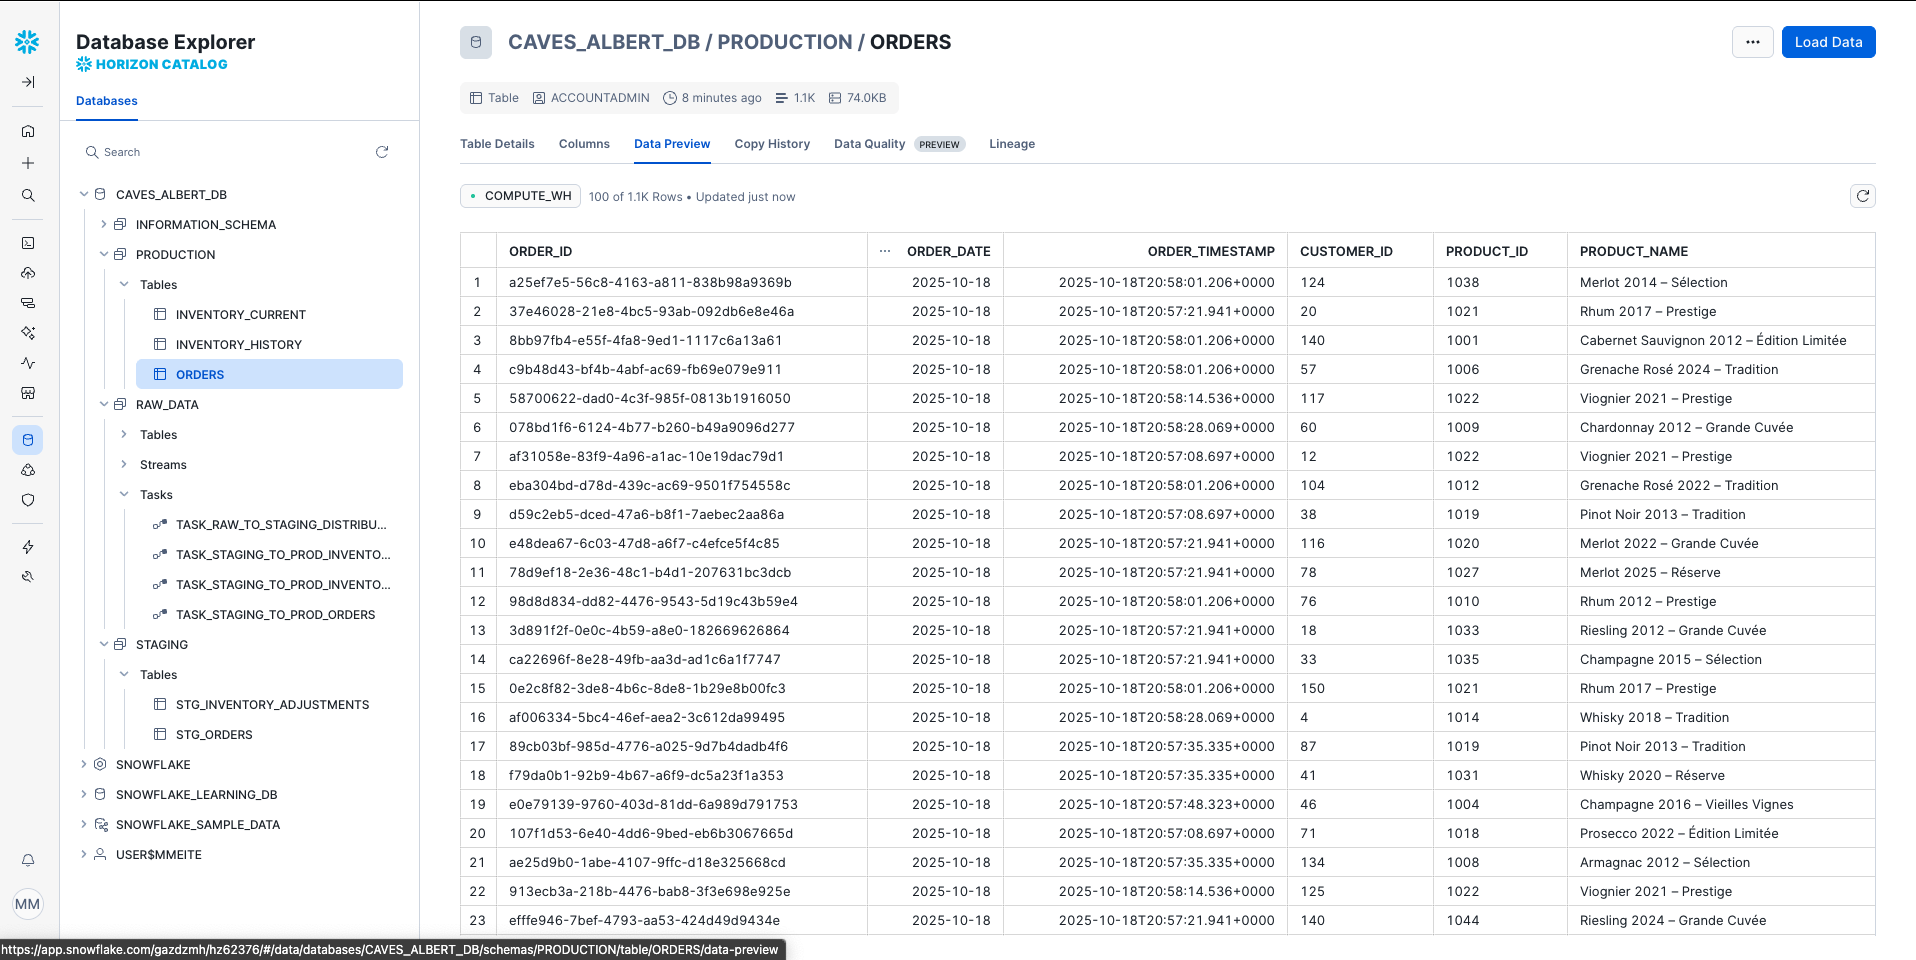 Database Explorer
HORIZON CATALOG
Databases
Search
CAVES_ALBERT_DB
INFORMATION_SCHEMA
PRODUCTION
Tables
INVENTORY_CURRENT
INVENTORY_HISTORY
ORDERS
RAW_DATA
Tables
Streams
Tasks
TASK_RAW_TO_STAGING_DISTRIBU...
TASK_STAGING_TO_PROD_INVENTO...
TASK_STAGING_TO_PROD_INVENTO...
TASK_STAGING_TO_PROD_ORDERS
STAGING
Tables
STG_INVENTORY_ADJUSTMENTS
STG_ORDERS
SNOWFLAKE
SNOWFLAKE_LEARNING_DB
SNOWFLAKE_SAMPLE_DATA
USER$MMEITE
MM
CAVES_ALBERT_DB / PRODUCTION / ORDERS
... Load Data
Table ACCOUNTADMIN 8 minutes ago 1.1K 74.0KB
Table Details Columns Data Preview Copy History Data Quality PREVIEW Lineage
COMPUTE_WH 100 of 1.1K Rows • Updated just now
ORDER_ID ... ORDER_DATE ORDER_TIMESTAMP CUSTOMER_ID PRODUCT_ID PRODUCT_NAME
1 a25ef7e5-56c8-4163-a811-838b98a9369b 2025-10-18 2025-10-18T20:58:01.206+0000 124 1038 Merlot 2014 – Sélection
2 37e46028-21e8-4bc5-93ab-092db6e8e46a 2025-10-18 2025-10-18T20:57:21.941+0000 20 1021 Rhum 2017 – Prestige
3 8bb97fb4-e55f-4fa8-9ed1-1117c6a13a61 2025-10-18 2025-10-18T20:58:01.206+0000 140 1001 Cabernet Sauvignon 2012 – Édition Limitée
4 c9b48d43-bf4b-4abf-ac69-fb69e079e911 2025-10-18 2025-10-18T20:58:01.206+0000 57 1006 Grenache Rosé 2024 – Tradition
5 58700622-dad0-4c3f-985f-0813b1916050 2025-10-18 2025-10-18T20:58:14.536+0000 117 1022 Viognier 2021 – Prestige
6 078bd1f6-6124-4b77-b260-b49a9096d277 2025-10-18 2025-10-18T20:58:28.069+0000 60 1009 Chardonnay 2012 – Grande Cuvée
7 af31058e-83f9-4a96-a1ac-10e19dac79d1 2025-10-18 2025-10-18T20:57:08.697+0000 12 1022 Viognier 2021 – Prestige
8 eba304bd-d78d-439c-ac69-9501f754558c 2025-10-18 2025-10-18T20:58:01.206+0000 104 1012 Grenache Rosé 2022 – Tradition
9 d59c2eb5-dced-47a6-b8f1-7aebec2aa86a 2025-10-18 2025-10-18T20:57:08.697+0000 38 1019 Pinot Noir 2013 – Tradition
10 e48dea67-6c03-47d8-a6f7-c4efce5f4c85 2025-10-18 2025-10-18T20:57:21.941+0000 116 1020 Merlot 2022 – Grande Cuvée
11 78d9ef18-2e36-48c1-b4d1-207631bc3dcb 2025-10-18 2025-10-18T20:57:21.941+0000 78 1027 Merlot 2025 – Réserve
12 98d8d834-dd82-4476-9543-5d19c43b59e4 2025-10-18 2025-10-18T20:58:01.206+0000 76 1010 Rhum 2012 – Prestige
13 3d891f2f-0e0c-4b59-a8e0-182669626864 2025-10-18 2025-10-18T20:57:21.941+0000 18 1033 Riesling 2012 – Grande Cuvée
14 ca22696f-8e28-49fb-aa3d-ad1c6a1f7747 2025-10-18 2025-10-18T20:57:21.941+0000 33 1035 Champagne 2015 – Sélection
15 0e2c8f82-3de8-4b6c-8de8-1b29e8b00fc3 2025-10-18 2025-10-18T20:58:01.206+0000 150 1021 Rhum 2017 – Prestige
16 af006334-5bc4-46ef-aea2-3c612da99495 2025-10-18 2025-10-18T20:58:28.069+0000 4 1014 Whisky 2018 – Tradition
17 89cb03bf-985d-4776-a025-9d7b4dadb4f6 2025-10-18 2025-10-18T20:57:35.335+0000 87 1019 Pinot Noir 2013 – Tradition
18 f79da0b1-92b9-4b67-a6f9-dc5a23f1a353 2025-10-18 2025-10-18T20:57:35.335+0000 41 1031 Whisky 2020 – Réserve
19 e0e79139-9760-403d-81dd-6a989d791753 2025-10-18 2025-10-18T20:57:48.323+0000 46 1004 Champagne 2016 – Vieilles Vignes
20 107f1d53-6e40-4dd6-9bed-eb6b3067665d 2025-10-18 2025-10-18T20:57:08.697+0000 71 1018 Prosecco 2022 – Édition Limitée
21 ae25d9b0-1abe-4107-9ffc-d18e325668cd 2025-10-18 2025-10-18T20:57:35.335+0000 134 1008 Armagnac 2012 – Sélection
22 913ecb3a-218b-4476-bab8-3f3e698e925e 2025-10-18 2025-10-18T20:58:14.536+0000 125 1022 Viognier 2021 – Prestige
23 efffe946-7bef-4793-aa53-424d49d9434e 2025-10-18 2025-10-18T20:57:21.941+0000 140 1044 Riesling 2024 – Grande Cuvée
https://app.snowflake.com/gazdzmh/hz62376/#/data/databases/CAVES_ALBERT_DB/schemas/PRODUCTION/table/ORDERS/data-preview